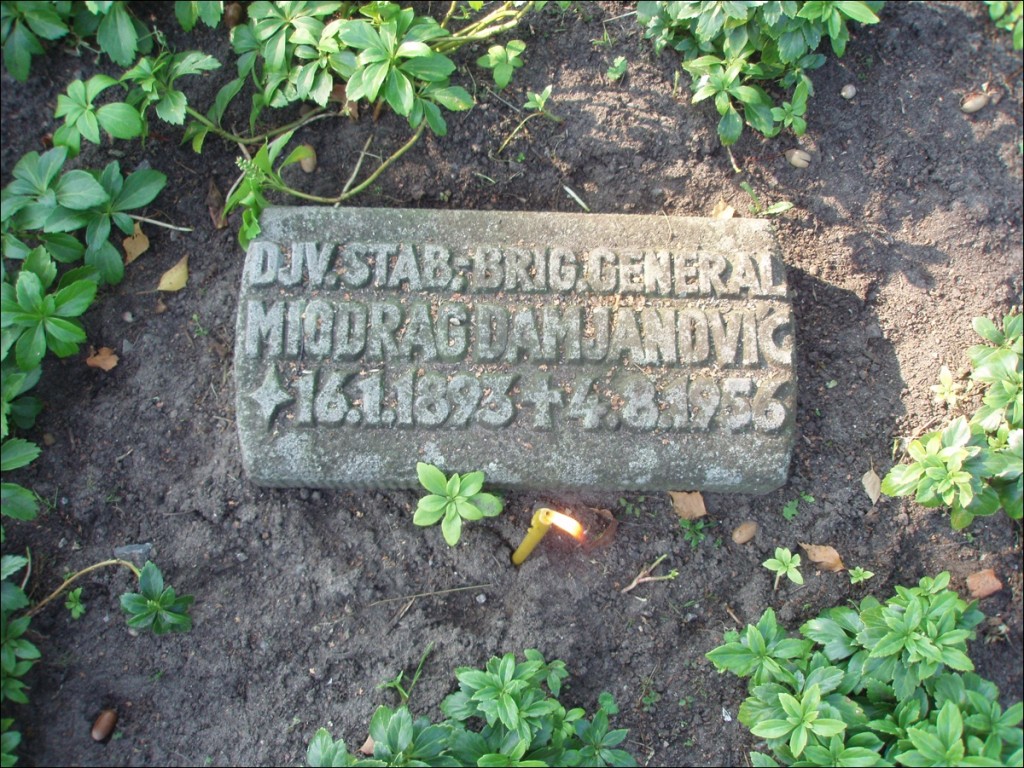 DJV. STAB.-BRIG. GENERAL
MIODRAG DAMJANOVIĆ
✦ 16.1.1893 ✝ 4.8.1956